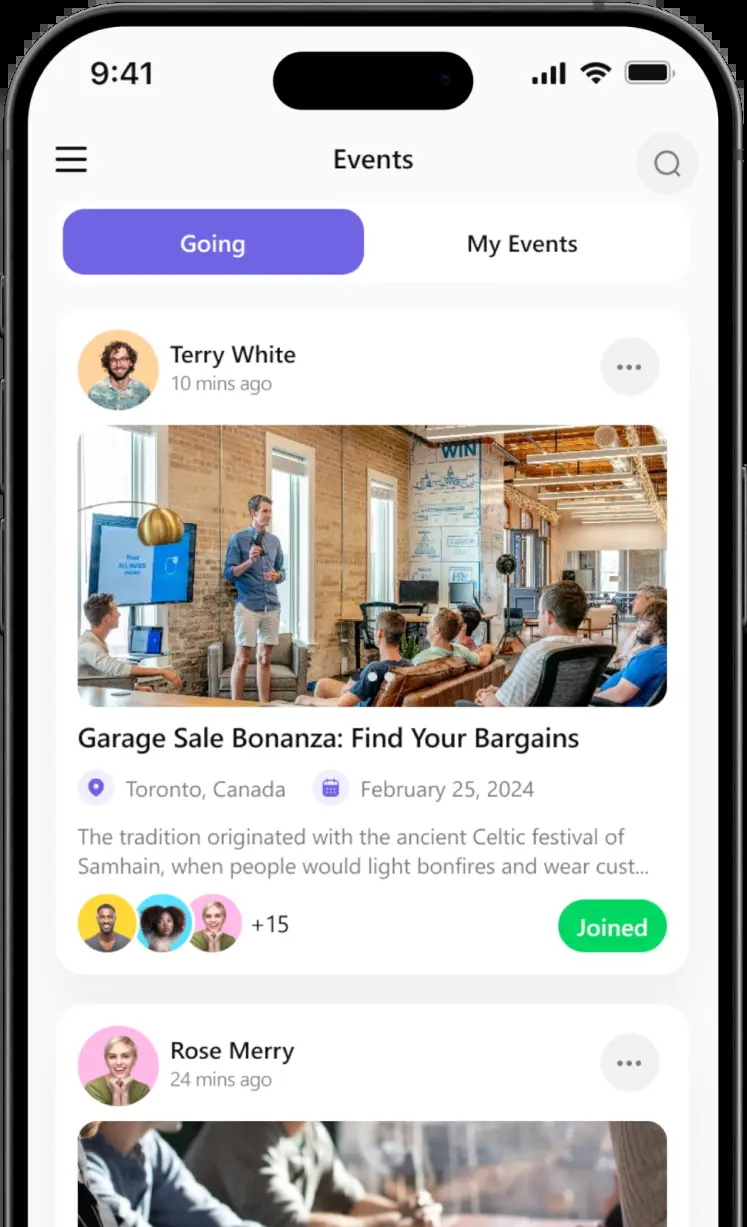 9:41
Events
Going
My Events
Terry White
10 mins ago
WIN
Garage Sale Bonanza: Find Your Bargains
Toronto, Canada
February 25, 2024
The tradition originated with the ancient Celtic festival of
Samhain, when people would light bonfires and wear cust...
+15
Joined
Rose Merry
24 mins ago